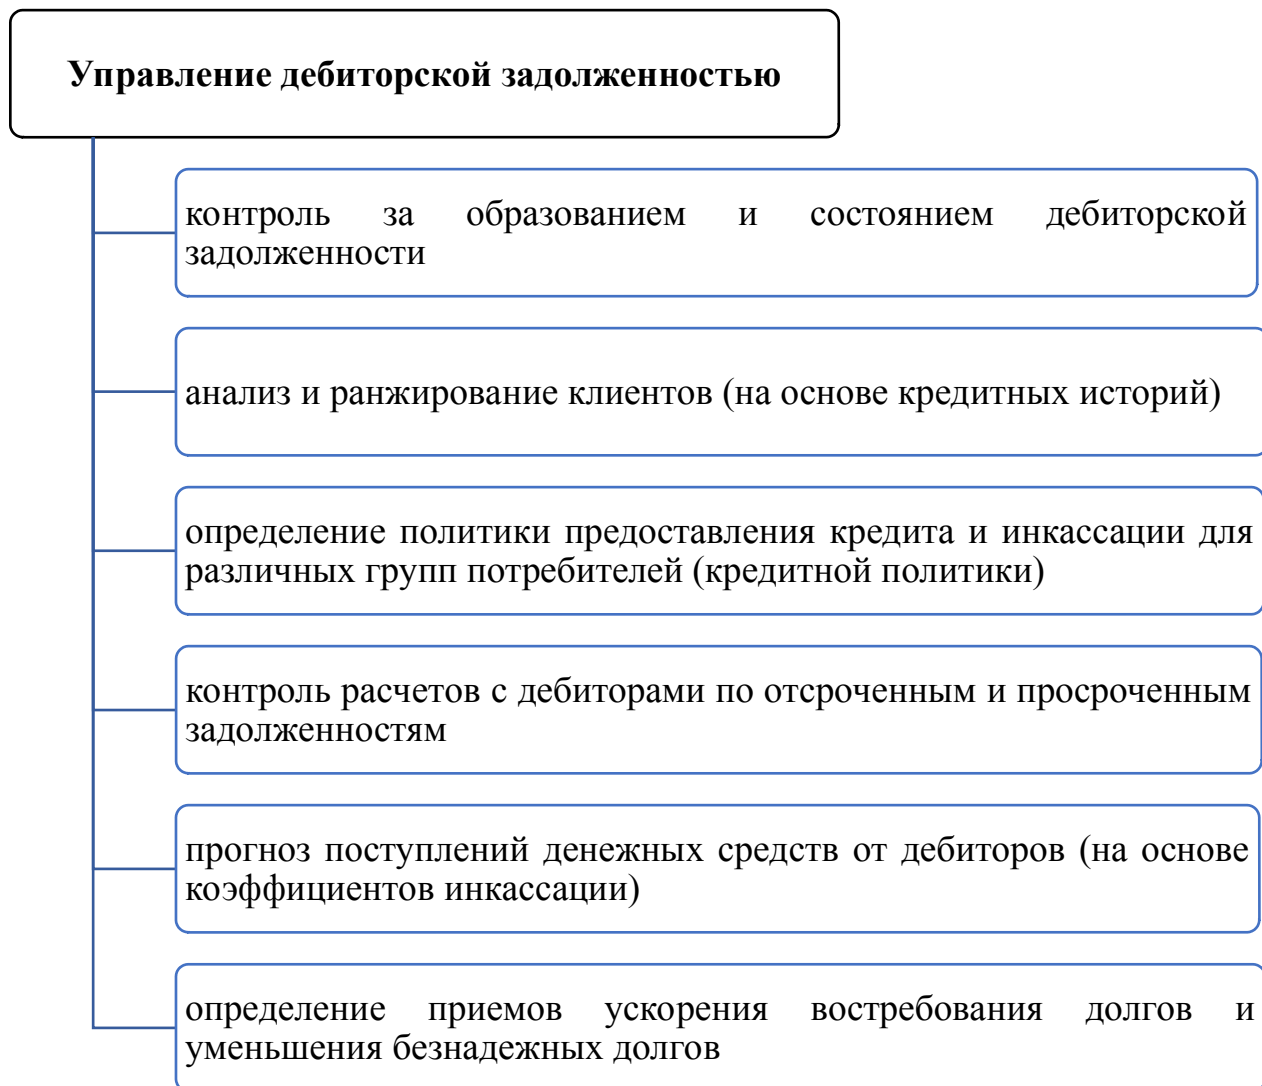 Управление дебиторской задолженностью
контроль за образованием и состоянием дебиторской
задолженности
анализ и ранжирование клиентов (на основе кредитных историй)
определение политики предоставления кредита и инкассации для
различных групп потребителей (кредитной политики)
контроль расчетов с дебиторами по отсроченным и просроченным
задолженностям
прогноз поступлений денежных средств от дебиторов (на основе
коэффициентов инкассации)
определение приемов ускорения востребования долгов и
уменьшения безнадежных долгов